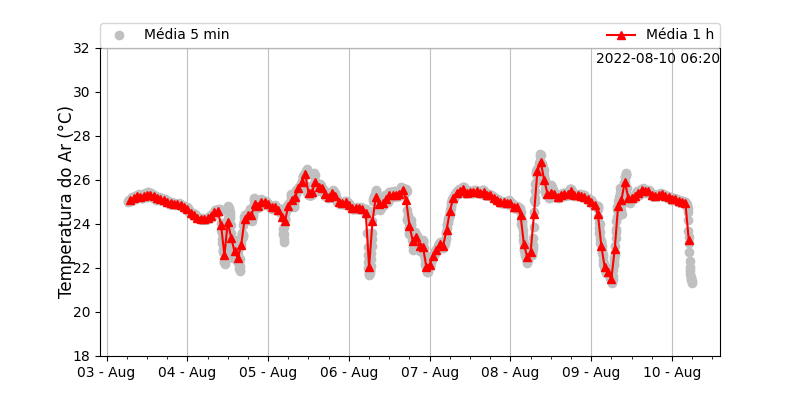 Média 5 min
Média 1 h
2022-08-10 06:20
Temperatura do Ar (°C)
32
30
28
26
24
22
20
18
03 - Aug
04 - Aug
05 - Aug
06 - Aug
07 - Aug
08 - Aug
09 - Aug
10 - Aug